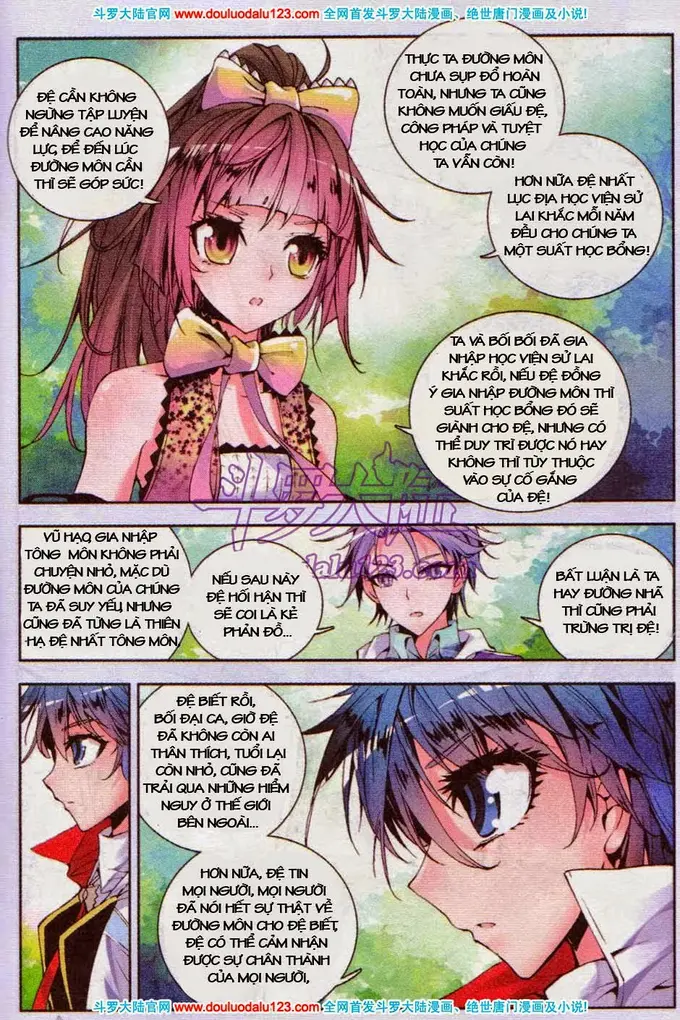 斗罗大陆官网 www.douluodalu123.com 全网首发斗罗大陆漫画、绝世唐门漫画及小说!
THỰC TA ĐƯỜNG MÔN
CHƯA SỤP ĐỔ HOÀN
TOÀN, NHƯNG TA CŨNG
KHÔNG MUỐN GIẤU ĐỆ,
CÔNG PHÁP VÀ TUYỆT
HỌC CỦA CHÚNG
TA VẪN CÒN!
ĐỆ CẦN KHÔNG
NGỪNG TẬP LUYỆN
ĐỂ NÂNG CAO NĂNG
LỰC, ĐỂ ĐẾN LÚC
ĐƯỜNG MÔN CẦN
THÌ SẼ GÓP SỨC!
HƠN NỮA ĐỆ NHẤT
LỤC ĐỊA HỌC VIỆN SỬ
LAI KHẮC MỖI NĂM
ĐỀU CHO CHÚNG TA
MỘT SUẤT HỌC BỔNG!
TA VÀ BỐI BỐI ĐÃ GIA
NHẬP HỌC VIỆN SỬ LAI
KHẮC RỒI, NẾU ĐỆ ĐỒNG
Ý GIA NHẬP ĐƯỜNG MÔN THÌ
SUẤT HỌC BỔNG ĐÓ SẼ
GIÀNH CHO ĐỆ, NHƯNG CÓ
THỂ DUY TRÌ ĐƯỢC NÓ HAY
KHÔNG THÌ TÙY THUỘC
VÀO SỰ CỐ GẮNG
CỦA ĐỆ!
斗罗大陆
dalu123.com
VŨ HẠO, GIA NHẬP
TÔNG MÔN KHÔNG PHẢI
CHUYỆN NHỎ, MẶC DÙ
ĐƯỜNG MÔN CỦA CHÚNG
TA ĐÃ SUY YẾU, NHƯNG
CŨNG ĐÃ TỪNG LÀ THIÊN
HẠ ĐỆ NHẤT TÔNG MÔN,
NẾU SAU NÀY
ĐỆ HỐI HẬN THÌ
SẼ COI LÀ KẺ
PHẢN ĐỒ...
BẤT LUẬN LÀ TA
HAY ĐƯỜNG NHÃ
THÌ CŨNG PHẢI
TRỪNG TRỊ ĐỆ!
ĐỆ BIẾT RỒI,
BỐI ĐẠI CA, GIỜ ĐỆ
ĐÃ KHÔNG CÒN AI
THÂN THÍCH, TUỔI LẠI
CÒN NHỎ, CŨNG ĐÃ
TRẢI QUA NHỮNG HIỂM
NGUY Ở THẾ GIỚI
BÊN NGOÀI...
HƠN NỮA, ĐỆ TIN
MỌI NGƯỜI, MỌI NGƯỜI
ĐÃ NÓI HẾT SỰ THẬT VỀ
ĐƯỜNG MÔN CHO ĐỆ BIẾT,
ĐỆ CÓ THỂ CẢM NHẬN
ĐƯỢC SỰ CHÂN THÀNH
CỦA MỌI NGƯỜI,
斗罗大陆官网 www.douluodalu123.com 全网首发斗罗大陆漫画、绝世唐门漫画及小说!